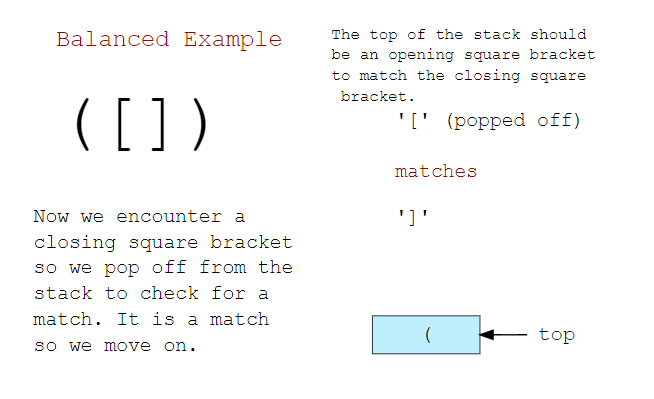 Balanced Example
([])
Now we encounter a
closing square bracket
so we pop off from the
stack to check for a
match. It is a match
so we move on.
The top of the stack should
be an opening square bracket
to match the closing square
bracket.
'[' (popped off)
matches
']'
( top